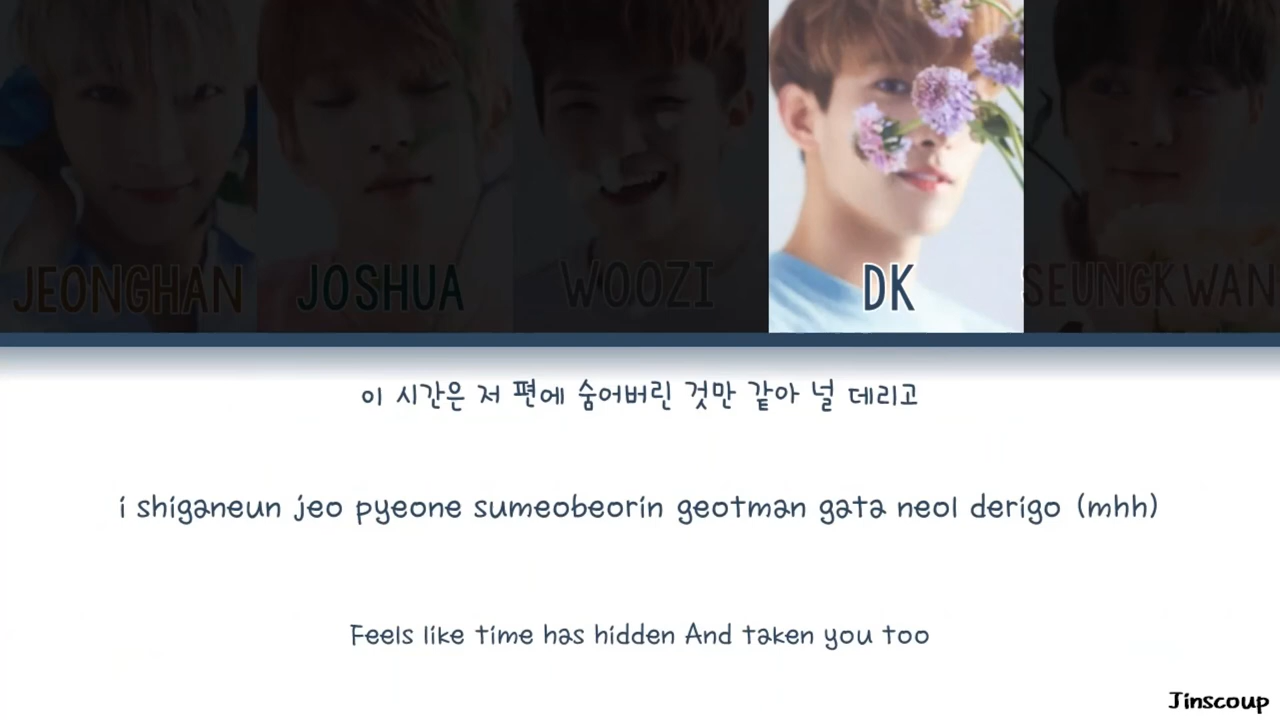 JEONGHAN JOSHUA WOOZI DK SEUNGKWAN
이 시간은 저 편에 숨어버린 것만 같아 널 데리고
i shiganeun jeo pyeone sumeobeorin geotman gata neol derigo (mhh)
Feels like time has hidden And taken you too
Jinscoup